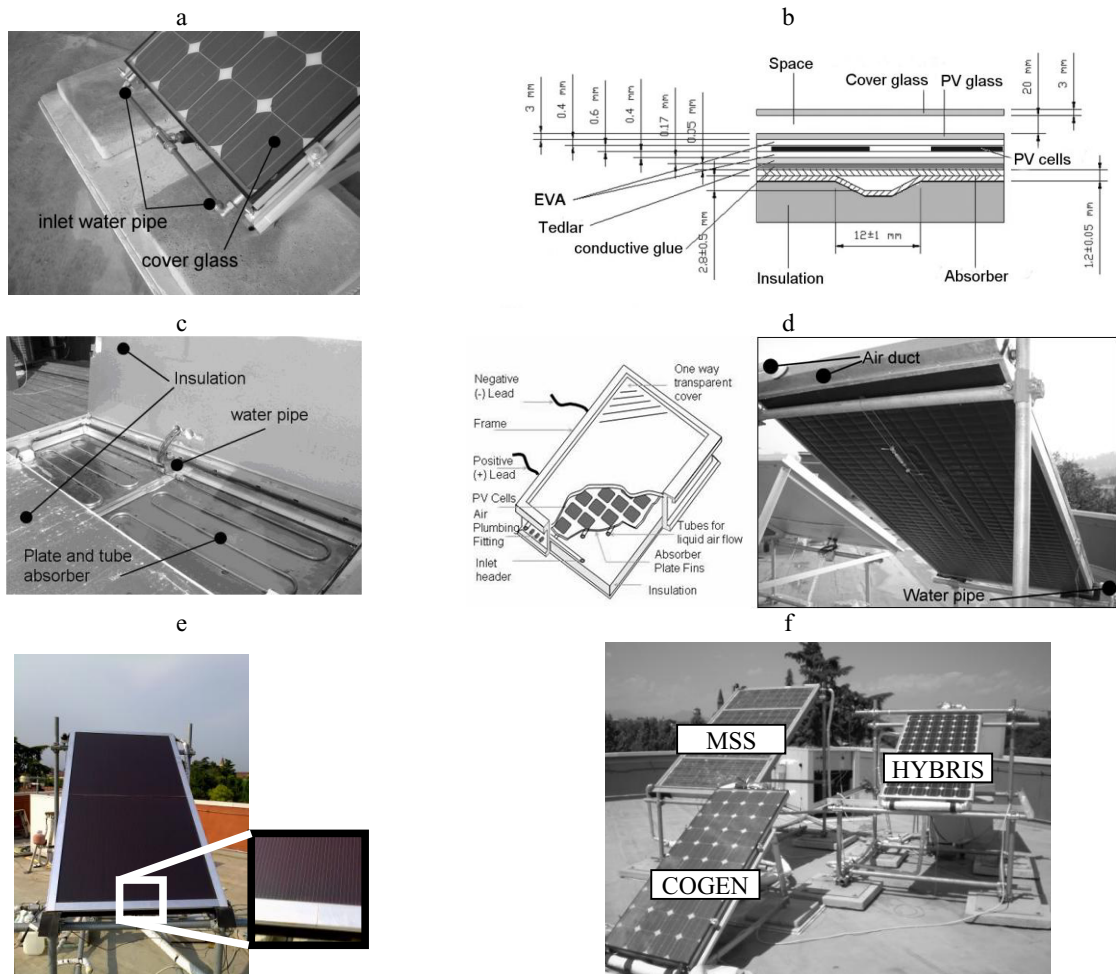 a
inlet water pipe
cover glass
b
Space
Cover glass
PV glass
3 mm
0.4 mm
0.6 mm
0.4 mm
0.17 mm
0.05 mm
20 mm
3 mm
PV cells
EVA
Tedlar
conductive glue
2.8±0.5 mm
12±1 mm
1.2±0.05 mm
Insulation
Absorber
c
Insulation
water pipe
Plate and tube
absorber
d
Negative
(-) Lead
Frame
Positive
(+) Lead
PV Cells
Air
Plumbing
Fitting
Inlet
header
One way
transparent
cover
Tubes for
liquid air flow
Absorber
Plate Fins
Insulation
Air duct
Water pipe
e
f
MSS
HYBRIS
COGEN